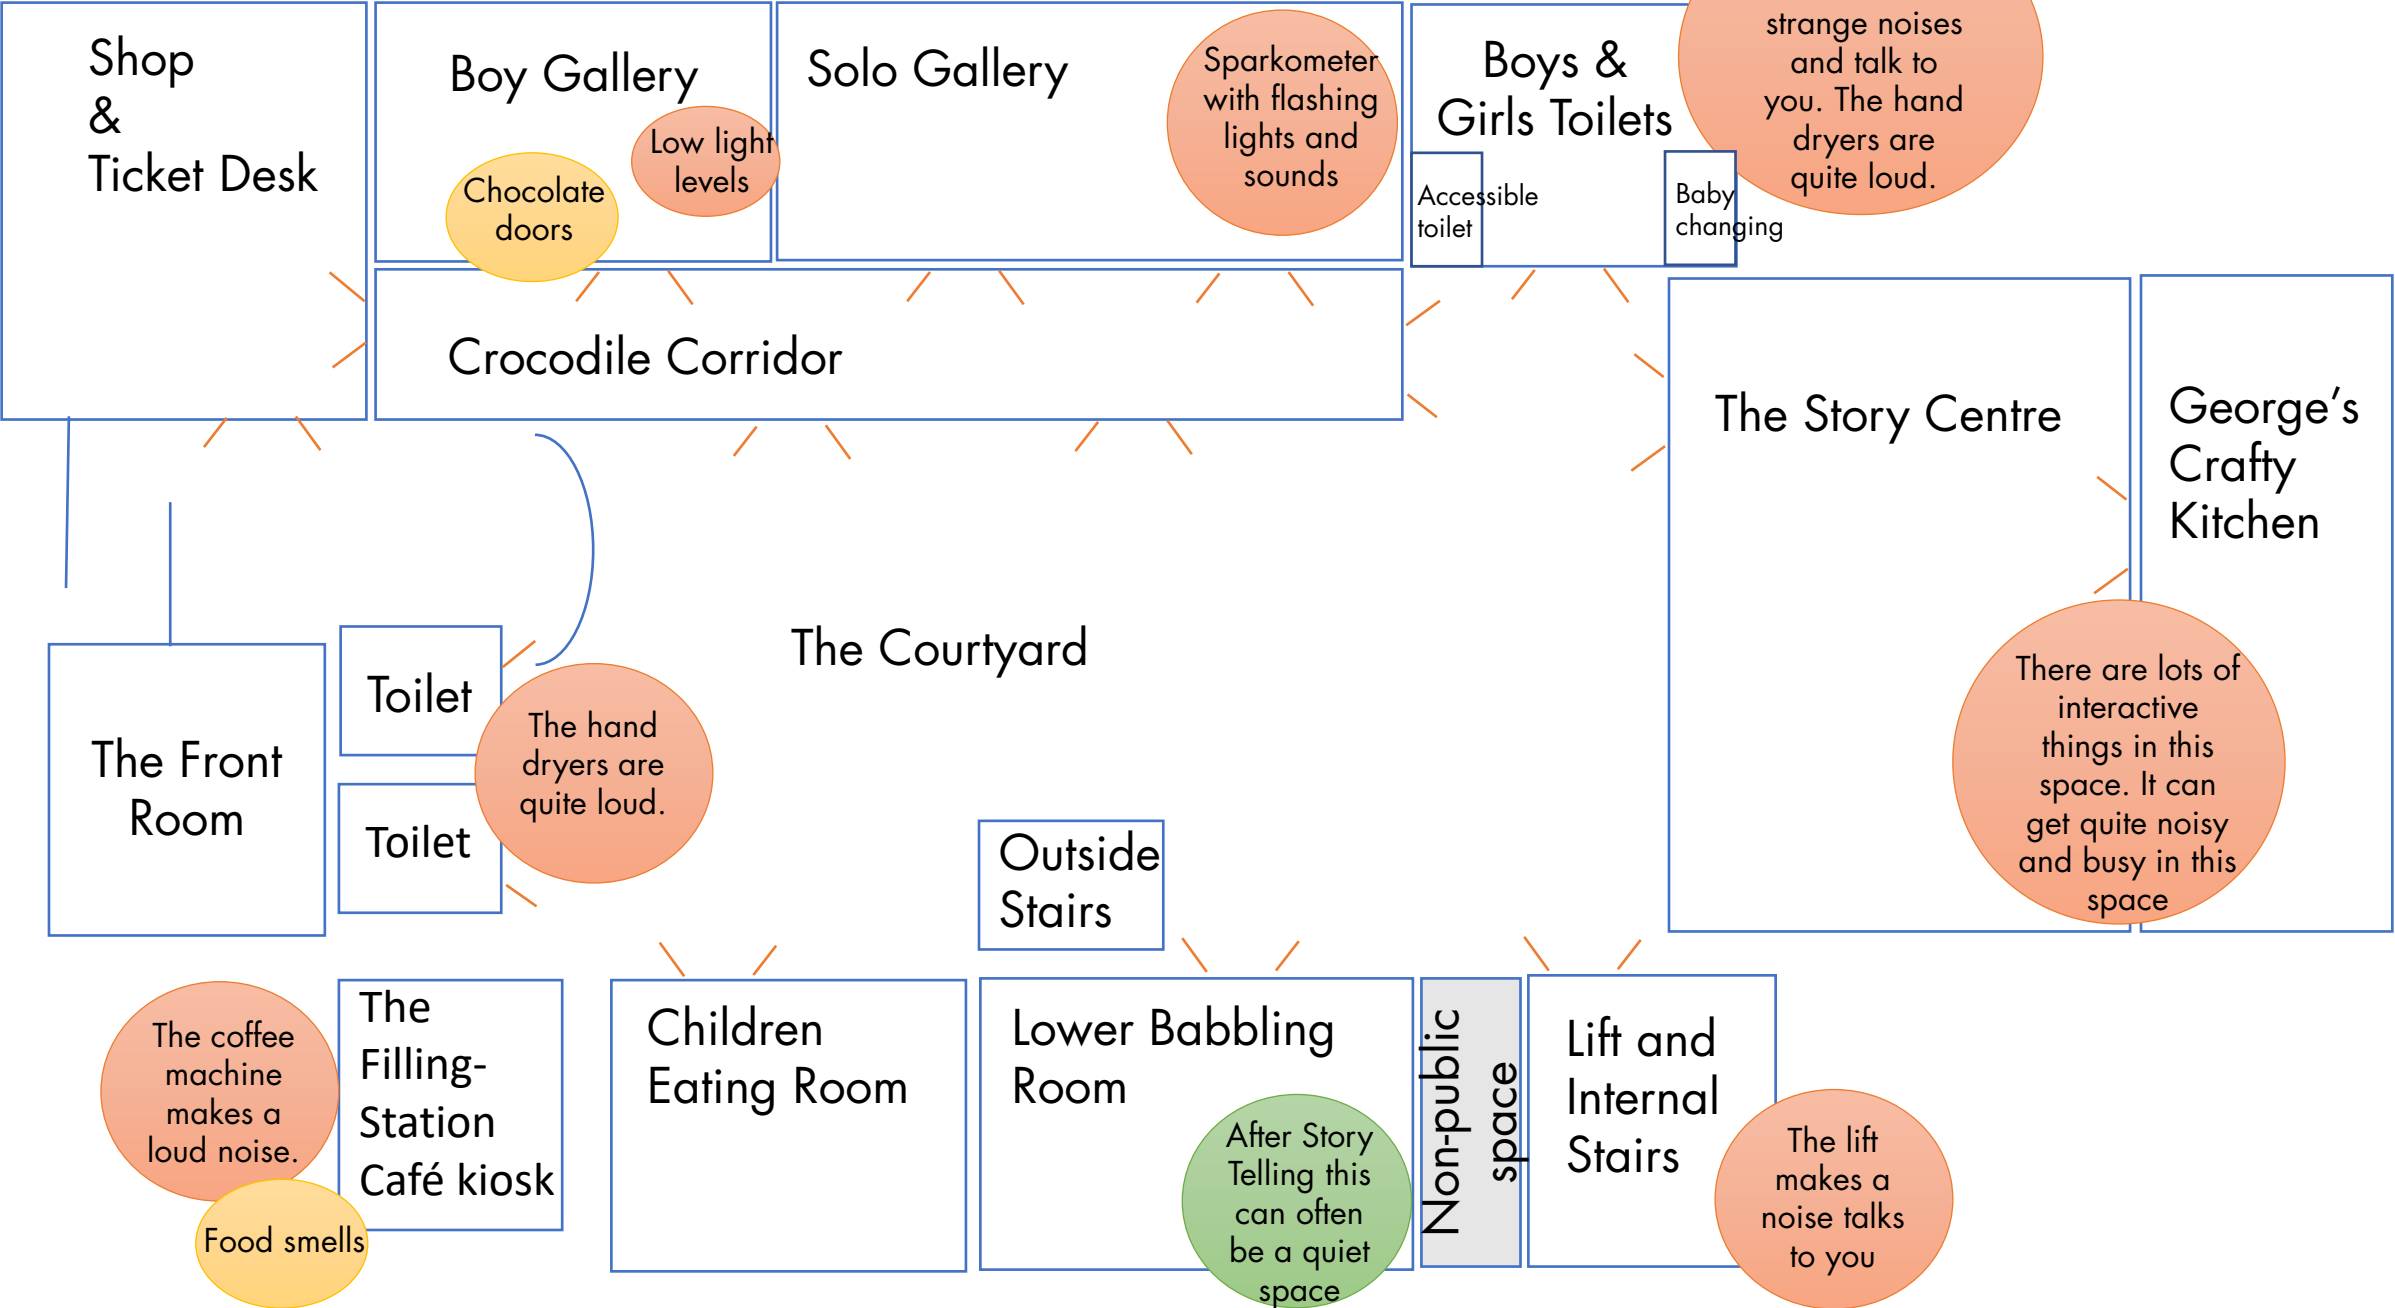 Shop
&
Ticket Desk
Boy Gallery
Low light
levels
Chocolate
doors
Solo Gallery
Sparkometer
with flashing
lights and
sounds
Boys &
Girls Toilets
Accessible
toilet
Baby
changing
strange noises
and talk to
you. The hand
dryers are
quite loud.
Crocodile Corridor
The Story Centre
George’s
Crafty
Kitchen
There are lots of
interactive
things in this
space. It can
get quite noisy
and busy in this
space
The Courtyard
Toilet
Toilet
The hand
dryers are
quite loud.
The Front
Room
Outside
Stairs
The coffee
machine
makes a
loud noise.
Food smells
The
Filling-
Station
Café kiosk
Children
Eating Room
Lower Babbling
Room
After Story
Telling this
can often
be a quiet
space
Non-public
space
Lift and
Internal
Stairs
The lift
makes a
noise talks
to you